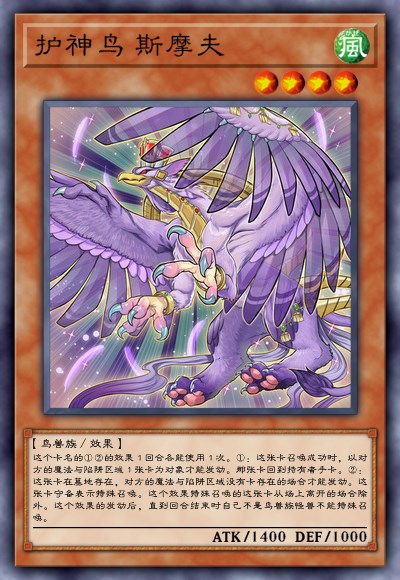 护神鸟 斯摩夫
風
【鸟兽族／效果】
这个卡名的①②的效果1回合各能使用1次。①：这张卡召唤成功时，以对
方的魔法与陷阱区域1张卡为对象才能发动。那张卡回到持有者手卡。②：
这张卡在墓地存在，对方的魔法与陷阱区域没有卡存在的场合才能发动。这
张卡守备表示特殊召唤。这个效果特殊召唤的这张卡从场上离开的场合除
外。这个效果的发动后，直到回合结束时自己不是鸟兽族怪兽不能特殊召
唤。
ATK/1400 DEF/1000